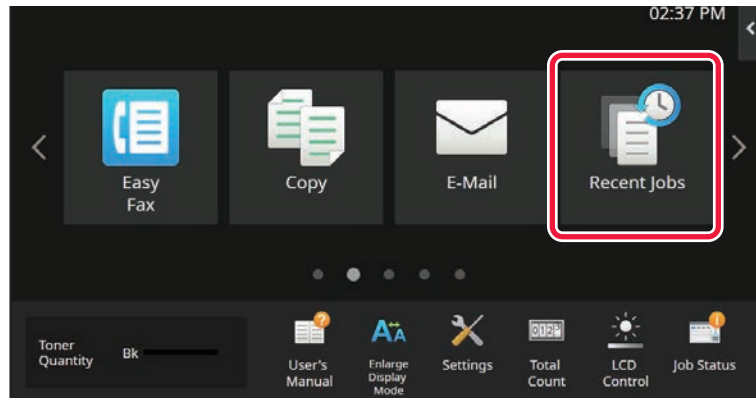 02:37 PM
Easy
Fax
Copy
E-Mail
Recent Jobs
Toner
Quantity
Bk
User's
Manual
Enlarge
Display
Mode
Settings
Total
Count
LCD
Control
Job Status